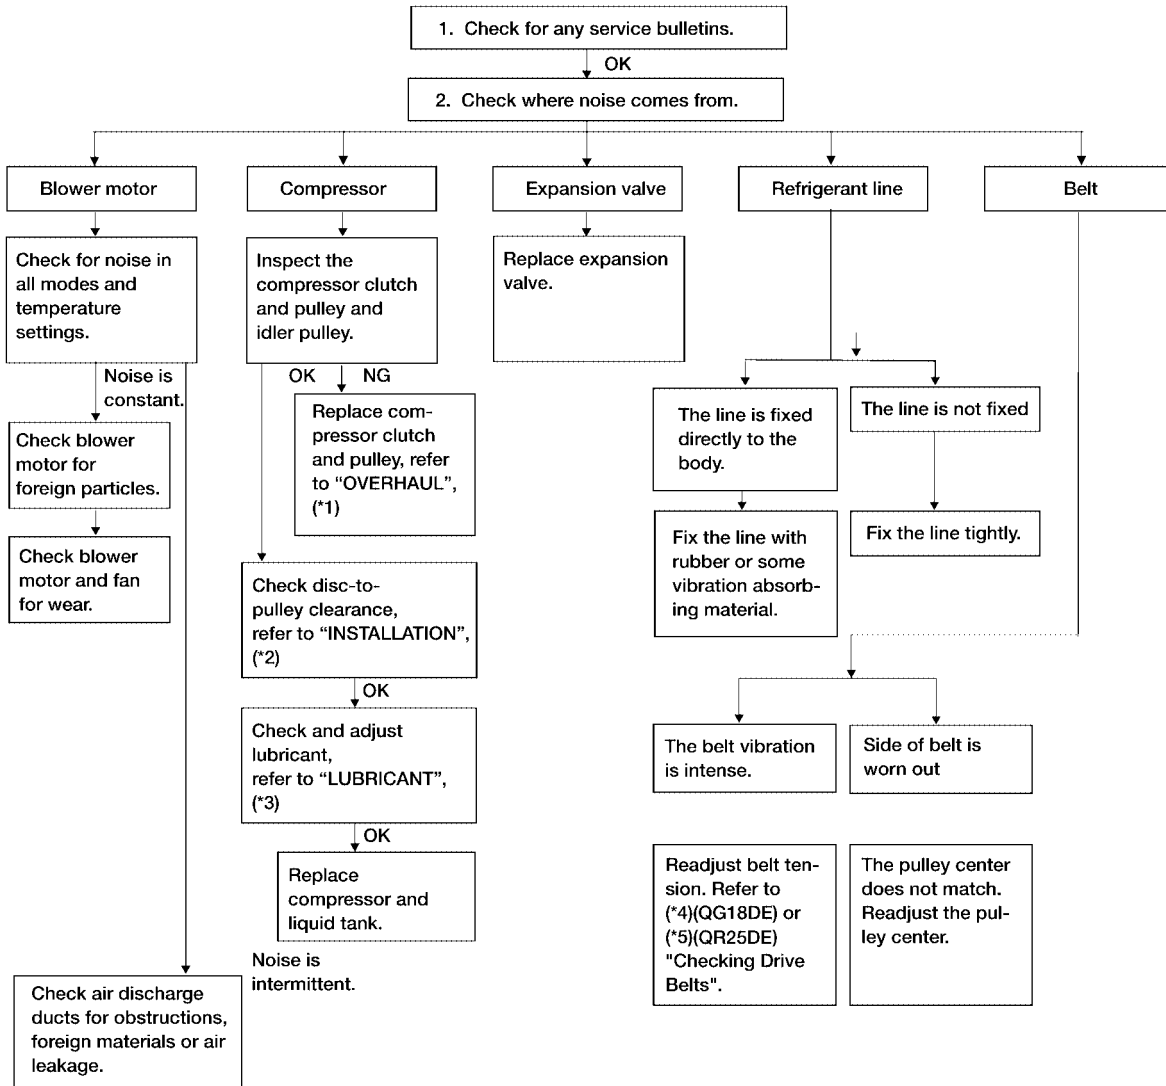 1. Check for any service bulletins.
OK
2. Check where noise comes from.
Blower motor
Check for noise in
all modes and
temperature
settings.
Noise is
constant.
Check blower
motor for
foreign particles.
Check blower
motor and fan
for wear.
Noise is
intermittent.
Check air discharge
ducts for obstructions,
foreign materials or air
leakage.
Compressor
Inspect the
compressor clutch
and pulley and
idler pulley.
OK
NG
Replace com-
pressor clutch
and pulley, refer
to “OVERHAUL”,
(*1)
Check disc-to-
pulley clearance,
refer to “INSTALLATION”,
(*2)
OK
Check and adjust
lubricant,
refer to “LUBRICANT”,
(*3)
OK
Replace
compressor and
liquid tank.
Expansion valve
Replace expansion
valve.
Refrigerant line
The line is fixed
directly to the
body.
Fix the line with
rubber or some
vibration absorb-
ing material.
The line is not fixed
Fix the line tightly.
Belt
The belt vibration
is intense.
Readjust belt ten-
sion. Refer to
(*4)(QG18DE) or
(*5)(QR25DE)
"Checking Drive
Belts".
Side of belt is
worn out
The pulley center
does not match.
Readjust the pul-
ley center.